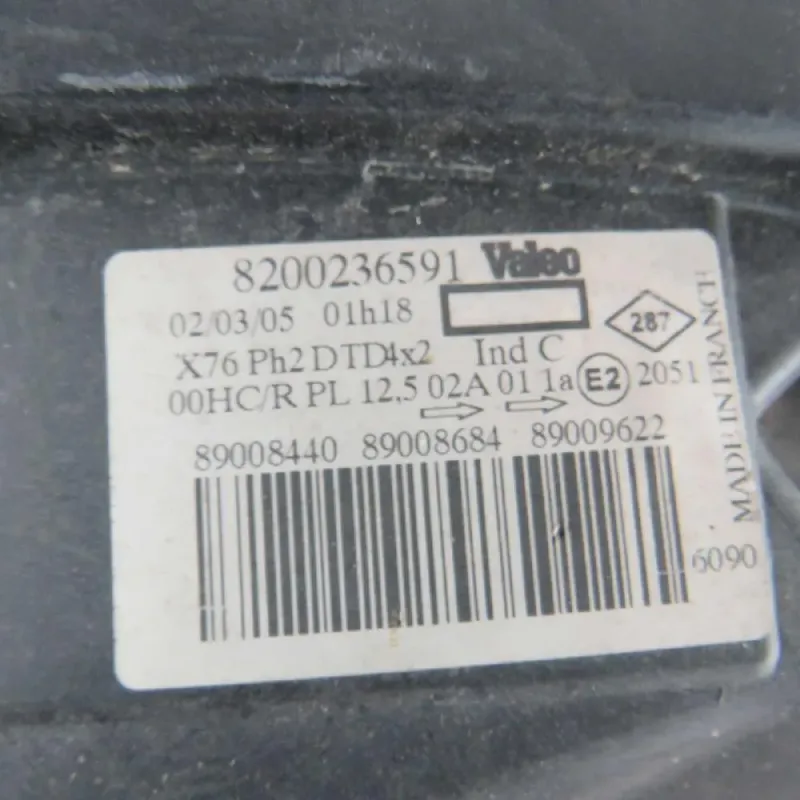 8200236591 Valeo
02/03/05 01h18
287
X76 Ph2 DTD4x2 Ind C
00HC/R PL 12,5 02A 01 1a E2 2051
89008440 89008684 89009622
MADE IN FRANCE
6090